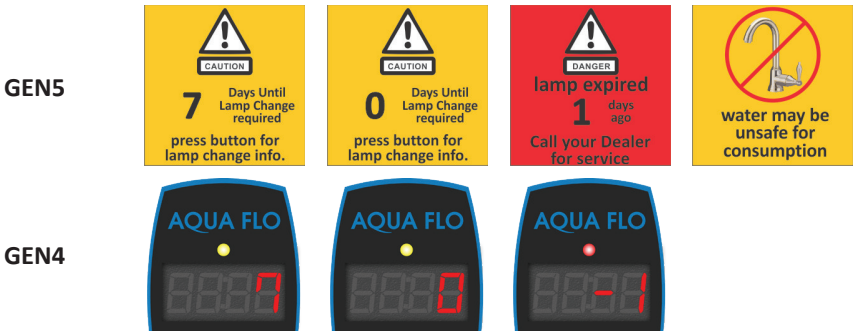 GEN5
CAUTION
7 Days Until
Lamp Change
required
press button for
lamp change info.
CAUTION
0 Days Until
Lamp Change
required
press button for
lamp change info.
DANGER
lamp expired
1 days
ago
Call your Dealer
for service
water may be
unsafe for
consumption
GEN4
AQUA FLO
7
AQUA FLO
0
AQUA FLO
-1